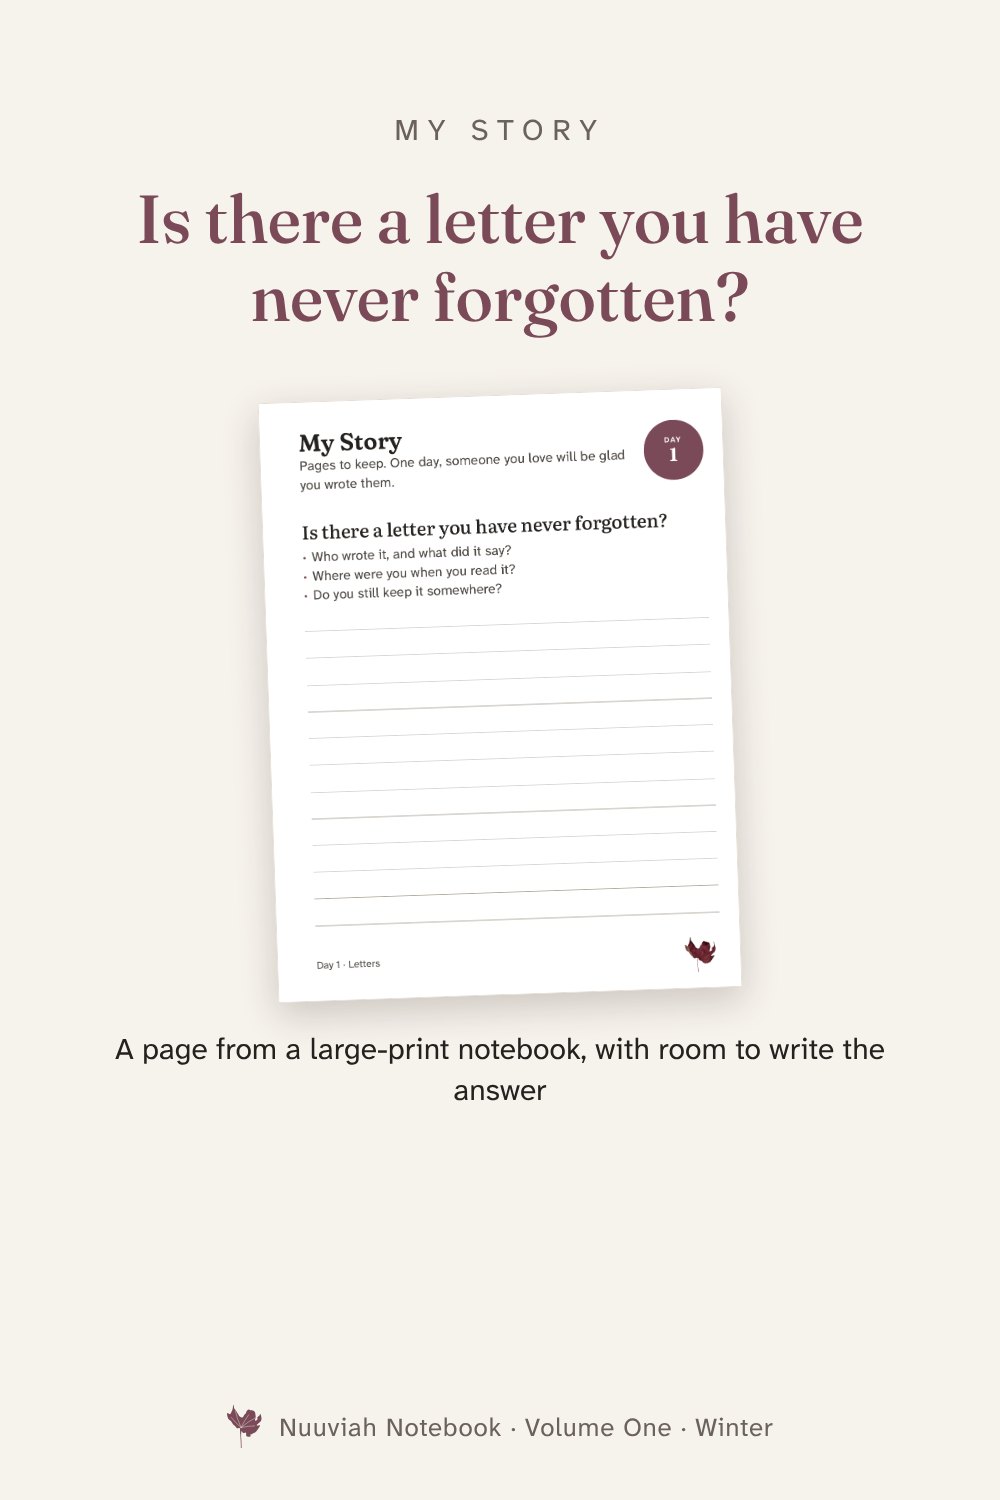 MY STORY
Is there a letter you have
never forgotten?
My Story
Pages to keep. One day, someone you love will be glad
you wrote them.
DAY
1
Is there a letter you have never forgotten?
• Who wrote it, and what did it say?
• Where were you when you read it?
• Do you still keep it somewhere?
Day 1 · Letters
A page from a large-print notebook, with room to write the
answer
Nuuviah Notebook · Volume One · Winter